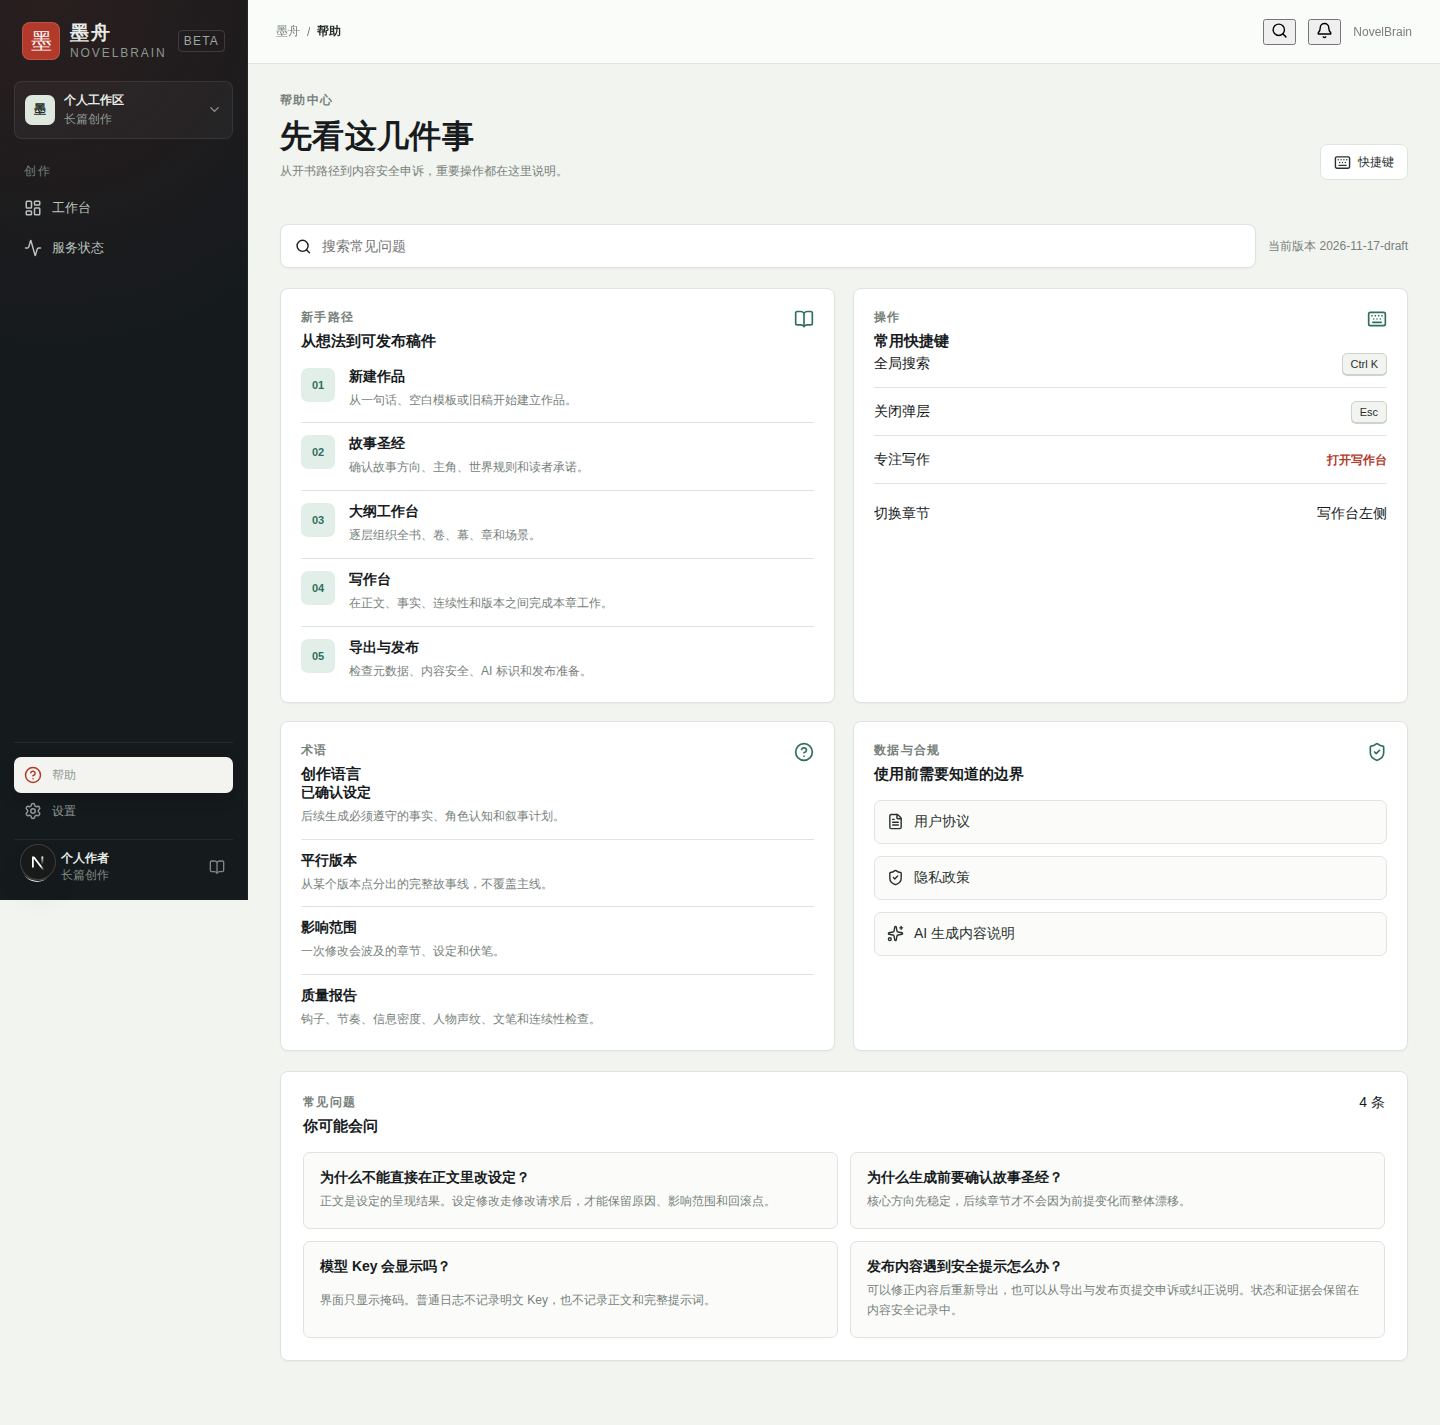 墨
墨舟
NOVELBRAIN
BETA
墨
个人工作区
长篇创作
创作
工作台
服务状态
帮助
设置
N
个人作者
长篇创作
墨舟 / 帮助
NovelBrain
帮助中心
先看这几件事
从开书路径到内容安全申诉，重要操作都在这里说明。
快捷键
搜索常见问题
当前版本 2026-11-17-draft
新手路径
从想法到可发布稿件
01
新建作品
从一句话、空白模板或旧稿开始建立作品。
02
故事圣经
确认故事方向、主角、世界规则和读者承诺。
03
大纲工作台
逐层组织全书、卷、幕、章和场景。
04
写作台
在正文、事实、连续性和版本之间完成本章工作。
05
导出与发布
检查元数据、内容安全、AI 标识和发布准备。
操作
常用快捷键
全局搜索
Ctrl K
关闭弹层
Esc
专注写作
打开写作台
切换章节
写作台左侧
术语
创作语言
已确认设定
后续生成必须遵守的事实、角色认知和叙事计划。
平行版本
从某个版本点分出的完整故事线，不覆盖主线。
影响范围
一次修改会波及的章节、设定和伏笔。
质量报告
钩子、节奏、信息密度、人物声纹、文笔和连续性检查。
数据与合规
使用前需要知道的边界
用户协议
隐私政策
AI 生成内容说明
常见问题
你可能会问
4 条
为什么不能直接在正文里改设定？
正文是设定的呈现结果。设定修改走修改请求后，才能保留原因、影响范围和回滚点。
为什么生成前要确认故事圣经？
核心方向先稳定，后续章节才不会因为前提变化而整体漂移。
模型 Key 会显示吗？
界面只显示掩码。普通日志不记录明文 Key，也不记录正文和完整提示词。
发布内容遇到安全提示怎么办？
可以修正内容后重新导出，也可以从导出与发布页提交申诉或纠正说明。状态和证据会保留在
内容安全记录中。